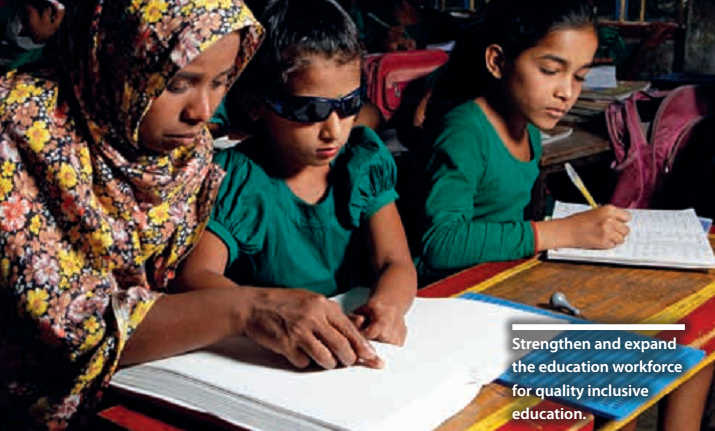 Strengthen and expand
the education workforce
for quality inclusive
education.